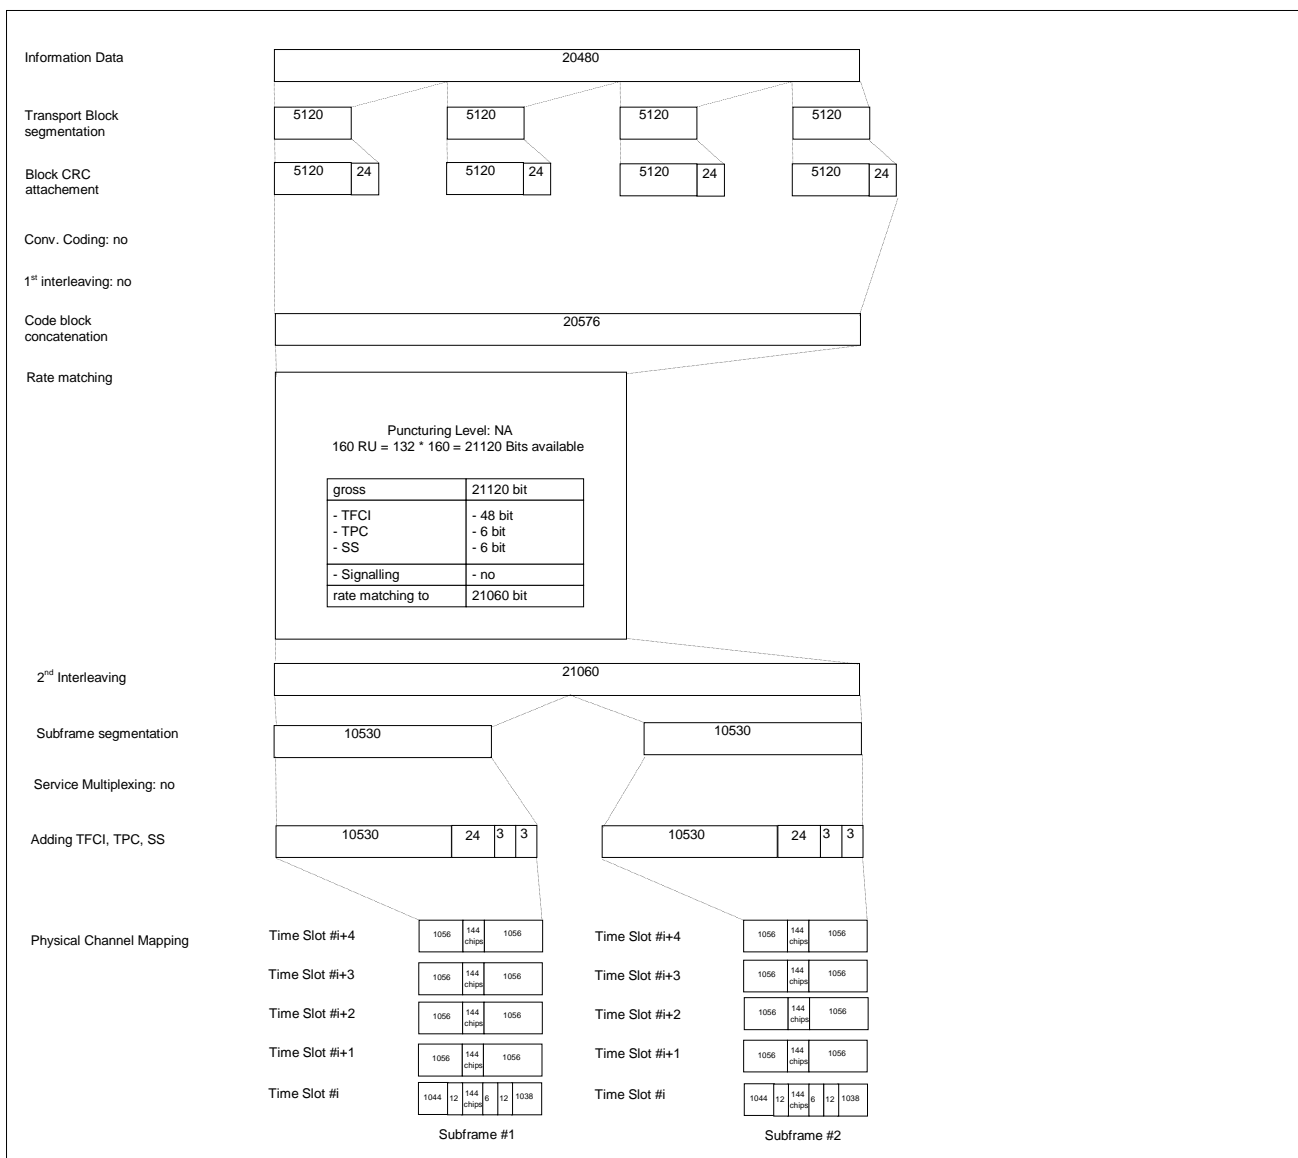 Information Data
20480
Transport Block
segmentation
5120 5120 5120 5120
Block CRC
attachement
5120 24 5120 24 5120 24 5120 24
Conv. Coding: no
1st interleaving: no
Code block
concatenation
20576
Rate matching
Puncturing Level: NA
160 RU = 132 * 160 = 21120 Bits available
gross 21120 bit
- TFCI - 48 bit
- TPC - 6 bit
- SS - 6 bit
- Signalling - no
rate matching to 21060 bit
2nd Interleaving
21060
Subframe segmentation
10530 10530
Service Multiplexing: no
Adding TFCI, TPC, SS
10530 24 3 3 10530 24 3 3
Physical Channel Mapping
Time Slot #i+4 1056 144 chips 1056 Time Slot #i+4 1056 144 chips 1056
Time Slot #i+3 1056 144 chips 1056 Time Slot #i+3 1056 144 chips 1056
Time Slot #i+2 1056 144 chips 1056 Time Slot #i+2 1056 144 chips 1056
Time Slot #i+1 1056 144 chips 1056 Time Slot #i+1 1056 144 chips 1056
Time Slot #i 1044 12 144 chips 6 12 1038 Time Slot #i 1044 12 144 chips 6 12 1038
Subframe #1 Subframe #2